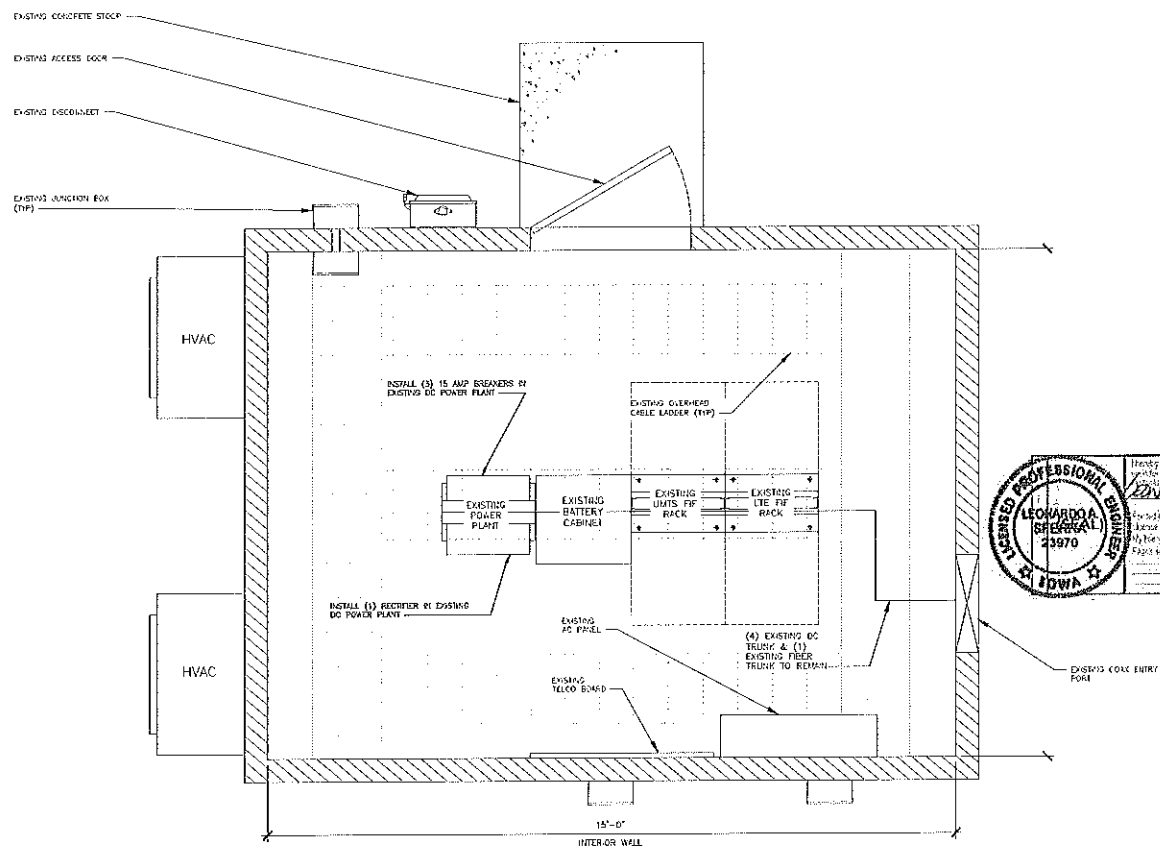 EXISTING CONCRETE STOOP
EXISTING ACCESS DOOR
EXISTING DISCONNECT
EXISTING JUNCTION BOX
(TYP)
HVAC
INSTALL (3) 15 AMP BREAKERS IN
EXISTING DC POWER PLANT
EXISTING OVERHEAD
CABLE LADDER (TYP)
EXISTING
POWER
PLANT
EXISTING
BATTERY
CABINET
EXISTING
UMTS FIF
RACK
EXISTING
LTE FIF
RACK
INSTALL (1) RECTIFIER IN EXISTING
DC POWER PLANT
EXISTING
AC PANEL
(4) EXISTING DC
TRUNK & (1)
EXISTING FIBER
TRUNK TO REMAIN
HVAC
EXISTING
TELCO BOARD
EXISTING COAX ENTRY
PORT
15'-0"
INTERIOR WALL
LICENSED PROFESSIONAL ENGINEER
LEONARDO A.
(SEAL)
23970
IOWA